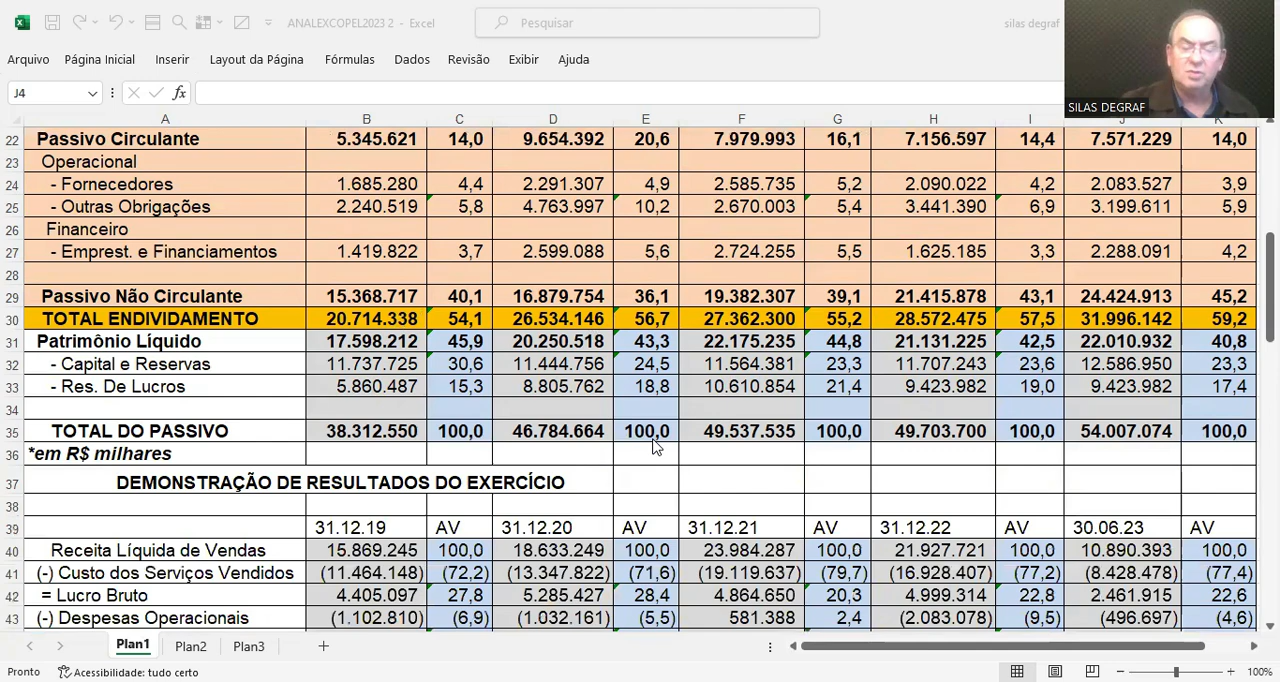 ANALEXCOPEL2023 2 - Excel
Pesquisar
silas degraf
Arquivo Página Inicial Inserir Layout da Página Fórmulas Dados Revisão Exibir Ajuda
SILAS DEGRAF
J4 fx
A B C D E F G H I J K
22 Passivo Circulante 5.345.621 14,0 9.654.392 20,6 7.979.993 16,1 7.156.597 14,4 7.571.229 14,0
23 Operacional
24 - Fornecedores 1.685.280 4,4 2.291.307 4,9 2.585.735 5,2 2.090.022 4,2 2.083.527 3,9
25 - Outras Obrigações 2.240.519 5,8 4.763.997 10,2 2.670.003 5,4 3.441.390 6,9 3.199.611 5,9
26 Financeiro
27 - Emprest. e Financiamentos 1.419.822 3,7 2.599.088 5,6 2.724.255 5,5 1.625.185 3,3 2.288.091 4,2
28
29 Passivo Não Circulante 15.368.717 40,1 16.879.754 36,1 19.382.307 39,1 21.415.878 43,1 24.424.913 45,2
30 TOTAL ENDIVIDAMENTO 20.714.338 54,1 26.534.146 56,7 27.362.300 55,2 28.572.475 57,5 31.996.142 59,2
31 Patrimônio Líquido 17.598.212 45,9 20.250.518 43,3 22.175.235 44,8 21.131.225 42,5 22.010.932 40,8
32 - Capital e Reservas 11.737.725 30,6 11.444.756 24,5 11.564.381 23,3 11.707.243 23,6 12.586.950 23,3
33 - Res. De Lucros 5.860.487 15,3 8.805.762 18,8 10.610.854 21,4 9.423.982 19,0 9.423.982 17,4
34
35 TOTAL DO PASSIVO 38.312.550 100,0 46.784.664 100,0 49.537.535 100,0 49.703.700 100,0 54.007.074 100,0
36 *em R$ milhares
37 DEMONSTRAÇÃO DE RESULTADOS DO EXERCÍCIO
38
39 31.12.19 AV 31.12.20 AV 31.12.21 AV 31.12.22 AV 30.06.23 AV
40 Receita Líquida de Vendas 15.869.245 100,0 18.633.249 100,0 23.984.287 100,0 21.927.721 100,0 10.890.393 100,0
41 (-) Custo dos Serviços Vendidos (11.464.148) (72,2) (13.347.822) (71,6) (19.119.637) (79,7) (16.928.407) (77,2) (8.428.478) (77,4)
42 = Lucro Bruto 4.405.097 27,8 5.285.427 28,4 4.864.650 20,3 4.999.314 22,8 2.461.915 22,6
43 (-) Despesas Operacionais (1.102.810) (6,9) (1.032.161) (5,5) 581.388 2,4 (2.083.078) (9,5) (496.697) (4,6)
Plan1 Plan2 Plan3
Pronto Acessibilidade: tudo certo 100%